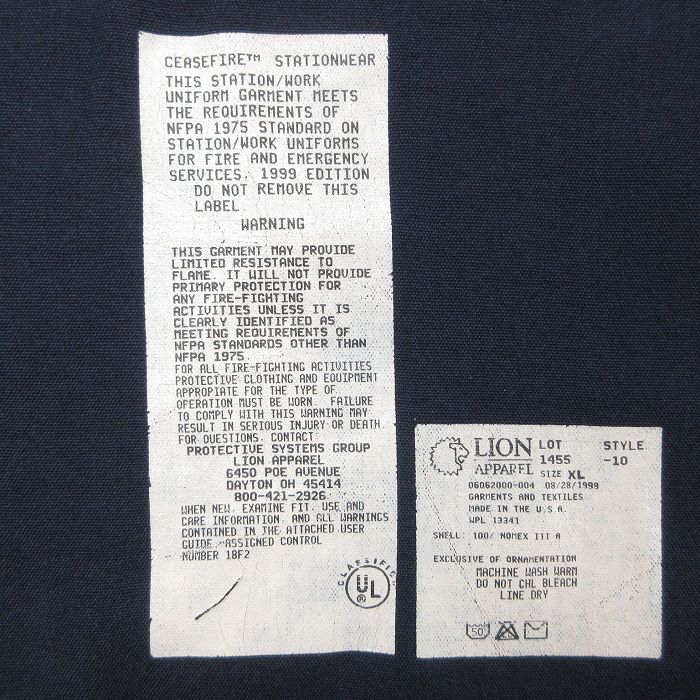 CEASEFIRE™ STATIONWEAR
THIS STATION/WORK
UNIFORM GARMENT MEETS
THE REQUIREMENTS OF
NFPA 1975 STANDARD ON
STATION/WORK UNIFORMS
FOR FIRE AND EMERGENCY
SERVICES. 1999 EDITION
DO NOT REMOVE THIS
LABEL
WARNING
THIS GARMENT MAY PROVIDE
LIMITED RESISTANCE TO
FLAME. IT WILL NOT PROVIDE
PRIMARY PROTECTION FOR
ANY FIRE-FIGHTING
ACTIVITIES UNLESS IT IS
CLEARLY IDENTIFIED AS
MEETING REQUIREMENTS OF
NFPA STANDARDS OTHER THAN
NFPA 1975.
FOR ALL FIRE-FIGHTING ACTIVITIES
PROTECTIVE CLOTHING AND EQUIPMENT
APPROPIATE FOR THE TYPE OF
OPERATION MUST BE WORN. FAILURE
TO COMPLY WITH THIS WARNING MAY
RESULT IN SERIOUS INJURY OR DEATH
FOR QUESTIONS, CONTACT:
PROTECTIVE SYSTEMS GROUP
LION APPAREL
6450 POE AVENUE
DAYTON OH 45414
800-421-2926
WHEN NEW, EXAMINE FIT, USE AND
CARE INFORMATION, AND ALL WARNINGS
CONTAINED IN THE ATTACHED USER
GUIDE. ASSIGNED CONTROL
NUMBER 18F2
CLASSIFIED
UL
®
LION
APPAREL
LOT STYLE
1455 -10
SIZE XL
06062000-004 08/28/1999
GARMENTS AND TEXTILES
MADE IN THE U.S.A.
WPL 13341
SHELL: 100/ NOMEX III A
EXCLUSIVE OF ORNAMENTATION
MACHINE WASH WARM
DO NOT CHL BLEACH
LINE DRY
50